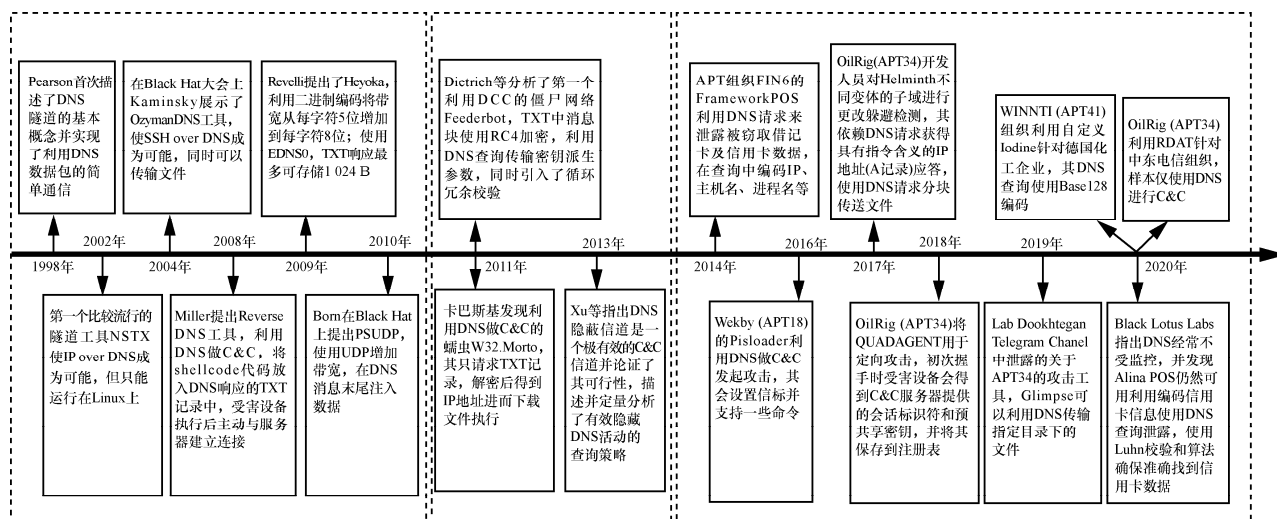 Pearson首次描
述了DNS
隧道的基本
概念并实现
了利用DNS
数据包的简
单通信
在Black Hat大会上
Kaminsky展示了
OzymanDNS工具，
使SSH over DNS成
为可能，同时可以
传输文件
Revelli提出了Heyoka，
利用二进制编码将带
宽从每字符5位增加
到每字符8位；使用
EDNS0，TXT响应最
多可存储1 024 B
Dietrich等分析了第一个
利用DCC的僵尸网络
Feederbot，TXT中消息
块使用RC4加密，利用
DNS查询传输密钥派生
参数，同时引入了循环
冗余校验
APT组织FIN6的
FrameworkPOS
利用DNS请求来
泄露被窃取借记
卡及信用卡数据，
在查询中编码IP、
主机名、进程名等
OilRig(APT34)开发
人员对Helminth不
同变体的子域进行
更改躲避检测，其
依赖DNS请求获得
具有指令含义的IP
地址(A记录)应答，
使用DNS请求分块
传送文件
WINNTI (APT41)
组织利用自定义
Iodine针对德国化
工企业，其DNS
查询使用Base128
编码
OilRig (APT34)
利用RDAT针对
中东电信组织，
样本仅使用DNS
进行C&C
2002年
2008年
2010年
2013年
2016年
2018年
2019年
1998年
2004年
2009年
2011年
2014年
2017年
2020年
第一个比较流行的
隧道工具NSTX
使IP over DNS成
为可能，但只能
运行在Linux上
Miller提出Reverse
DNS工具，利用
DNS做C&C，将
shellcode代码放
入DNS响应的TXT
记录中，受害设备
执行后主动与服务
器建立连接
Born在Black Hat
上提出PSUDP，
使用UDP增加
带宽，在DNS
消息末尾注入
数据
卡巴斯基发现利
用DNS做C&C的
蠕虫W32.Morto，
其只请求TXT记
录，解密后得到
IP地址进而下载
文件执行
Xu等指出DNS
隐蔽信道是一
个极有效的C&C
信道并论证了
其可行性，描
述并定量分析
了有效隐藏
DNS活动的
查询策略
Wekby (APT18)
的Pisloader利
用DNS做C&C
发起攻击，其
会设置信标并
支持一些命令
OilRig (APT34)将
QUADAGENT用于
定向攻击，初次握
手时受害设备会得
到C&C服务器提供
的会话标识符和预
共享密钥，并将其
保存到注册表
Lab Dookhtegan
Telegram Chanel
中泄露的关于
APT34的攻击工
具，Glimpse可
以利用DNS传输
指定目录下的
文件
Black Lotus Labs
指出DNS经常不
受监控，并发现
Alina POS仍然可
用利用编码信用
卡信息使用DNS
查询泄露，使用
Luhn校验和算法
确保准确找到信
用卡数据